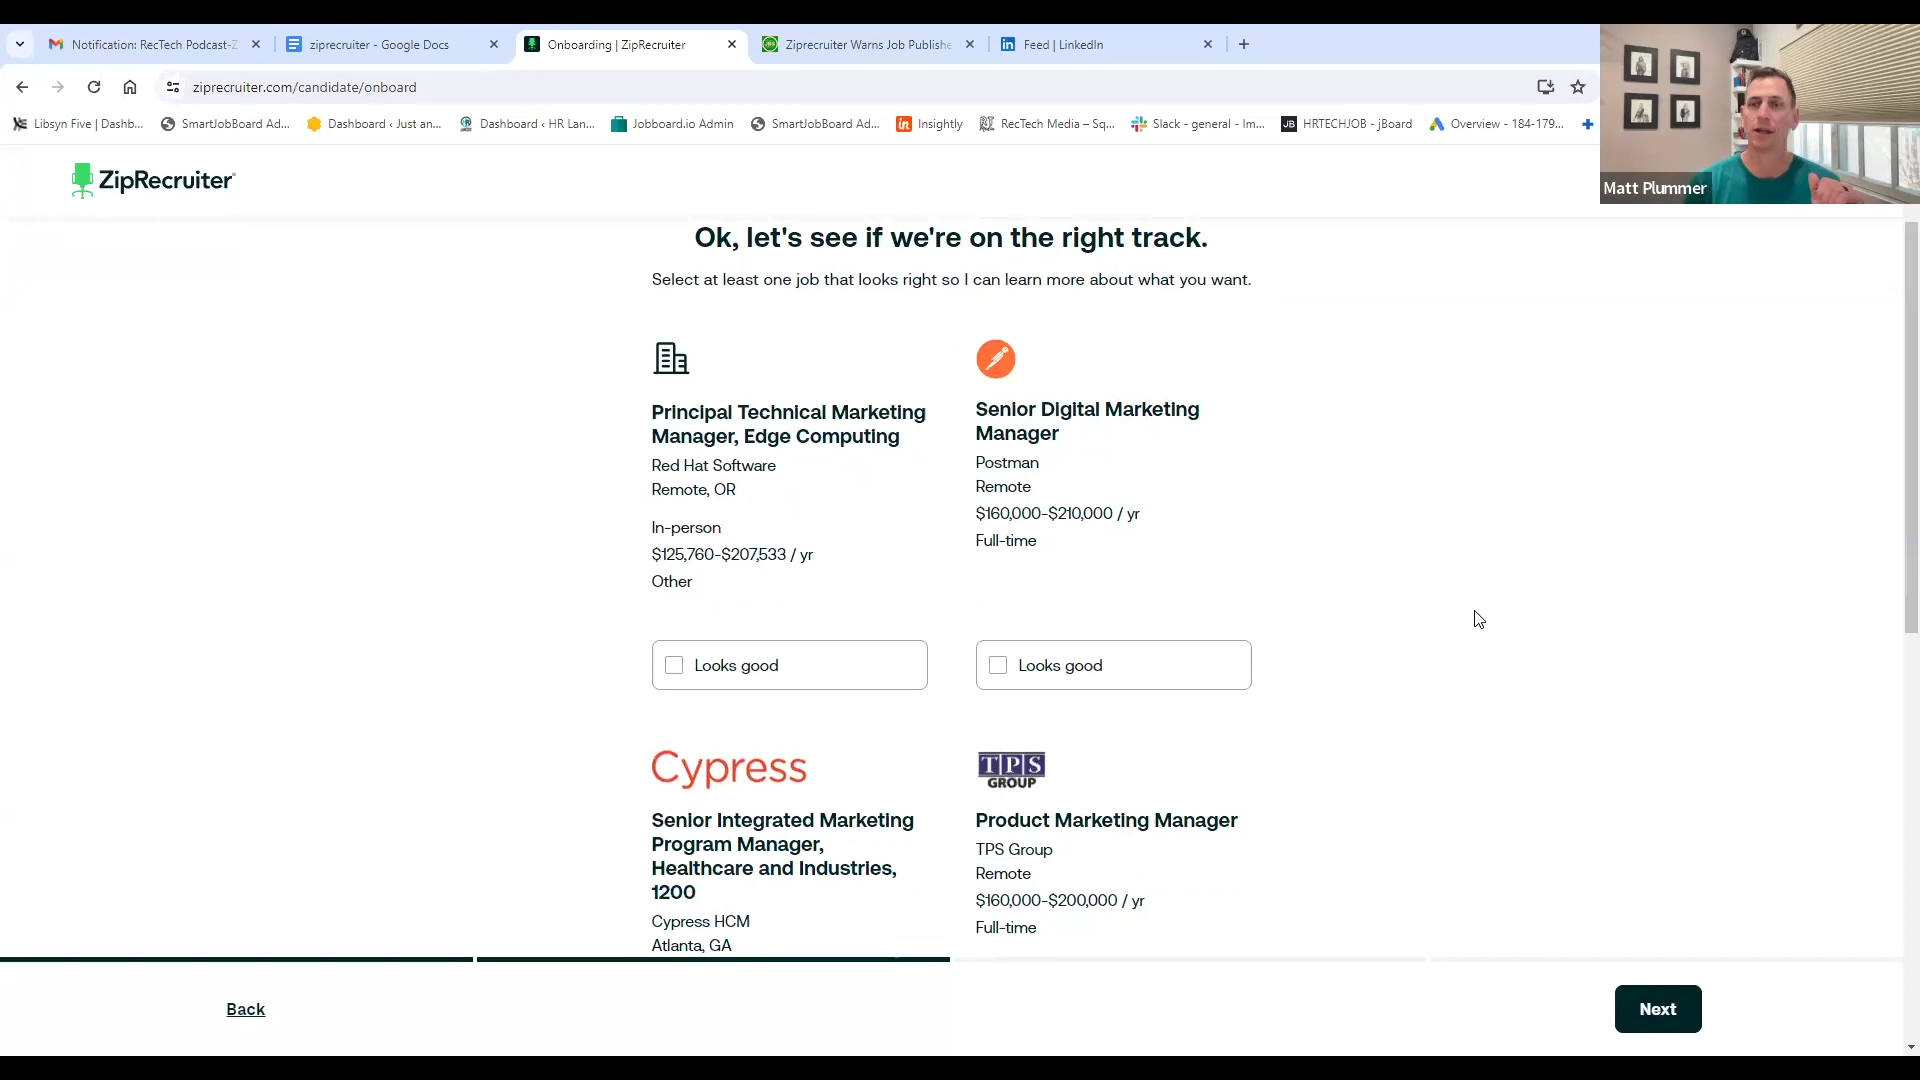 Notification: RecTech Podcast-Z
ziprecruiter - Google Docs
Onboarding | ZipRecruiter
Ziprecruiter Warns Job Publishe
Feed | LinkedIn
ziprecruiter.com/candidate/onboard
Libsyn Five | Dashb...
SmartJobBoard Ad...
Dashboard ‹ Just an...
Dashboard ‹ HR Lan...
Jobboard.io Admin
SmartJobBoard Ad...
Insightly
RecTech Media – Sq...
Slack - general - Im...
JB HRTECHJOB - jBoard
Overview - 184-179...
Matt Plummer
ZipRecruiter
Ok, let's see if we're on the right track.
Select at least one job that looks right so I can learn more about what you want.
Principal Technical Marketing
Manager, Edge Computing
Red Hat Software
Remote, OR
In-person
$125,760-$207,533 / yr
Other
Looks good
Senior Digital Marketing
Manager
Postman
Remote
$160,000-$210,000 / yr
Full-time
Looks good
Cypress
Senior Integrated Marketing
Program Manager,
Healthcare and Industries,
1200
Cypress HCM
Atlanta, GA
TPS
GROUP
Product Marketing Manager
TPS Group
Remote
$160,000-$200,000 / yr
Full-time
Back
Next